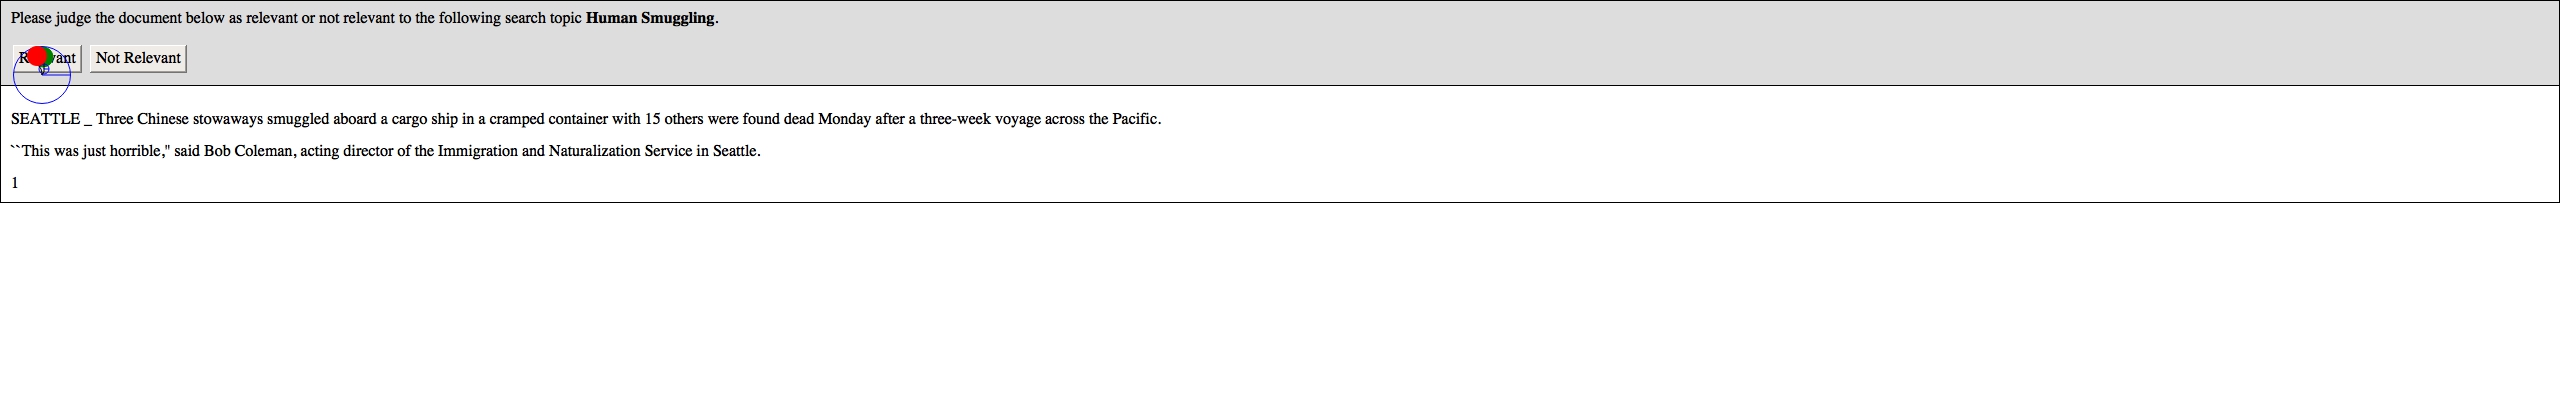 Please judge the document below as relevant or not relevant to the following search topic Human Smuggling.
Not Relevant
SEATTLE _ Three Chinese stowaways smuggled aboard a cargo ship in a cramped container with 15 others were found dead Monday after a three-week voyage across the Pacific.
``This was just horrible,'' said Bob Coleman, acting director of the Immigration and Naturalization Service in Seattle.
1